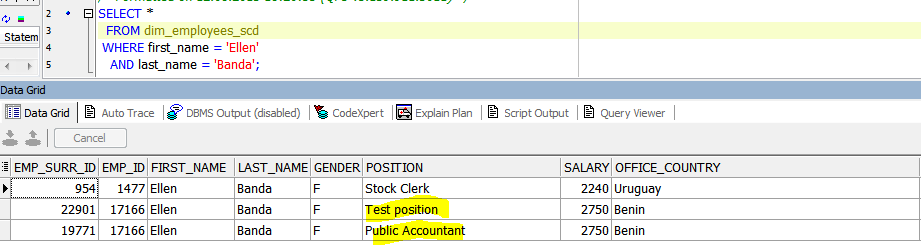 Statem
2 SELECT *
3 FROM dim_employees_scd
4 WHERE first_name = 'Ellen'
5 AND last_name = 'Banda';
Data Grid
Data Grid Auto Trace DBMS Output (disabled) CodeXpert Explain Plan Script Output Query Viewer
Cancel
EMP_SURR_ID EMP_ID FIRST_NAME LAST_NAME GENDER POSITION SALARY OFFICE_COUNTRY
954 1477 Ellen Banda F Stock Clerk 2240 Uruguay
22901 17166 Ellen Banda F Test position 2750 Benin
19771 17166 Ellen Banda F Public Accountant 2750 Benin